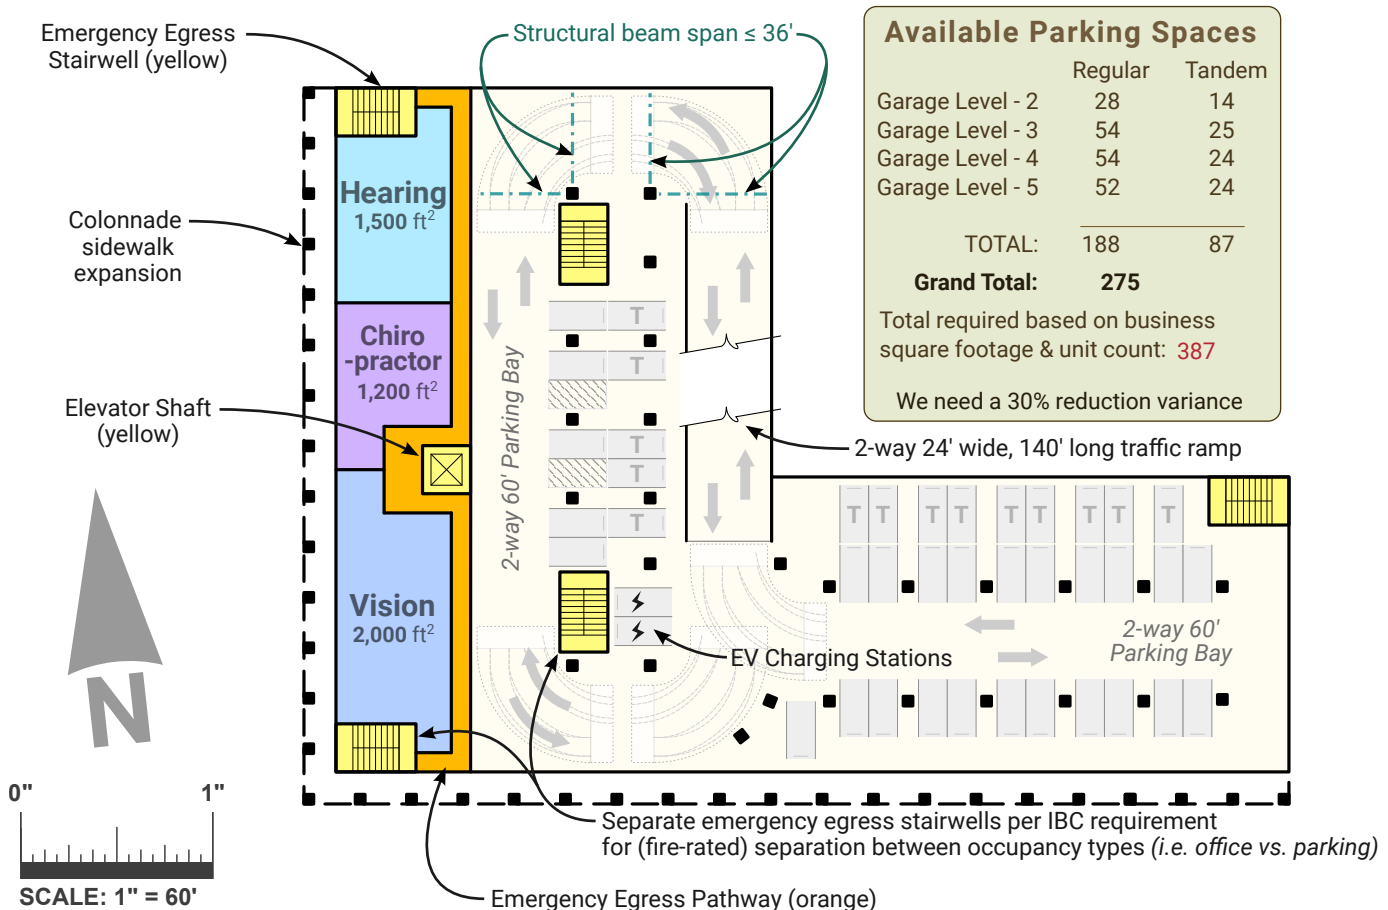 Emergency Egress
Stairwell (yellow)
Structural beam span ≤ 36'
Available Parking Spaces
Regular Tandem
Garage Level - 2 28 14
Garage Level - 3 54 25
Garage Level - 4 54 24
Garage Level - 5 52 24
TOTAL: 188 87
Grand Total: 275
Total required based on business
square footage & unit count: 387
We need a 30% reduction variance
Hearing
1,500 ft²
Colonnade
sidewalk
expansion
Chiro
-practor
1,200 ft²
Elevator Shaft
(yellow)
2-way 60' Parking Bay
T
T
T
T
T
2-way 24' wide, 140' long traffic ramp
T T T T T T T T T
Vision
2,000 ft²
2-way 60'
Parking Bay
EV Charging Stations
N
0" 1"
SCALE: 1" = 60'
Separate emergency egress stairwells per IBC requirement
for (fire-rated) separation between occupancy types (i.e. office vs. parking)
Emergency Egress Pathway (orange)